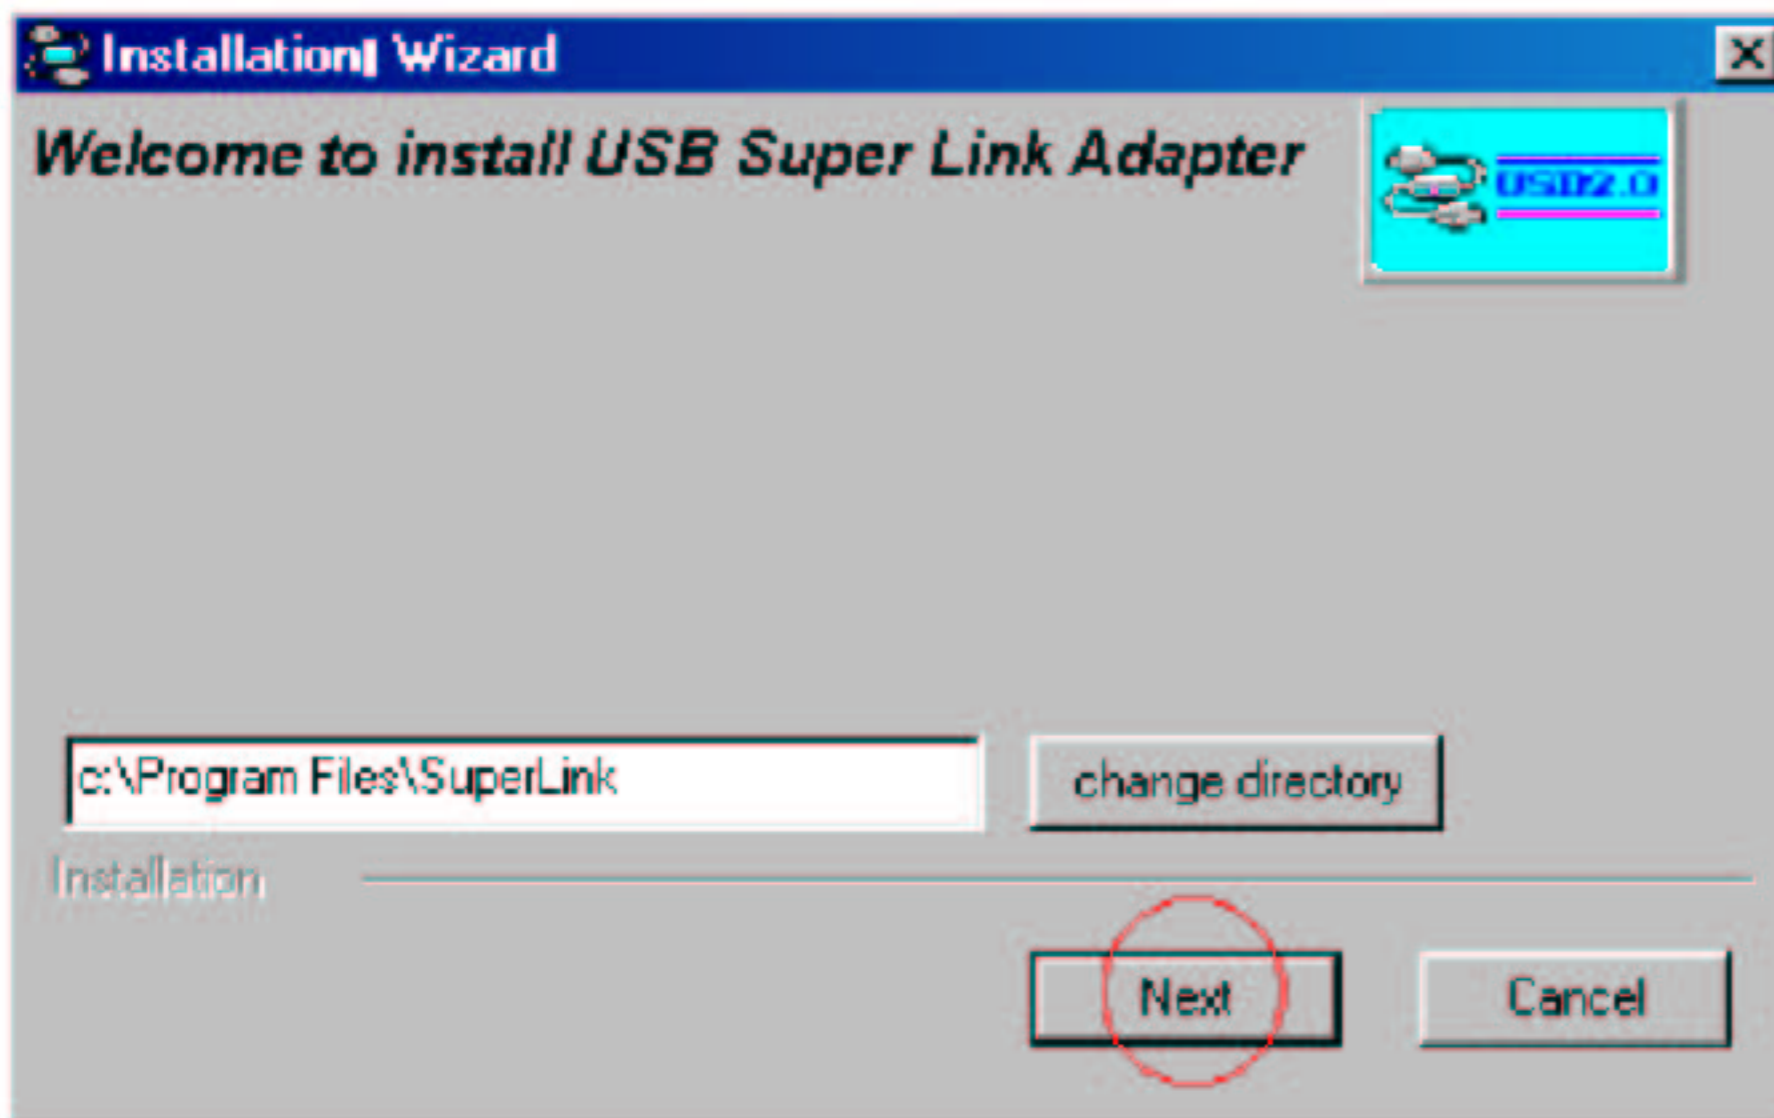 Installation Wizard
Welcome to install USB Super Link Adapter
USB2.0
c:\Program Files\SuperLink
change directory
Installation
Next
Cancel